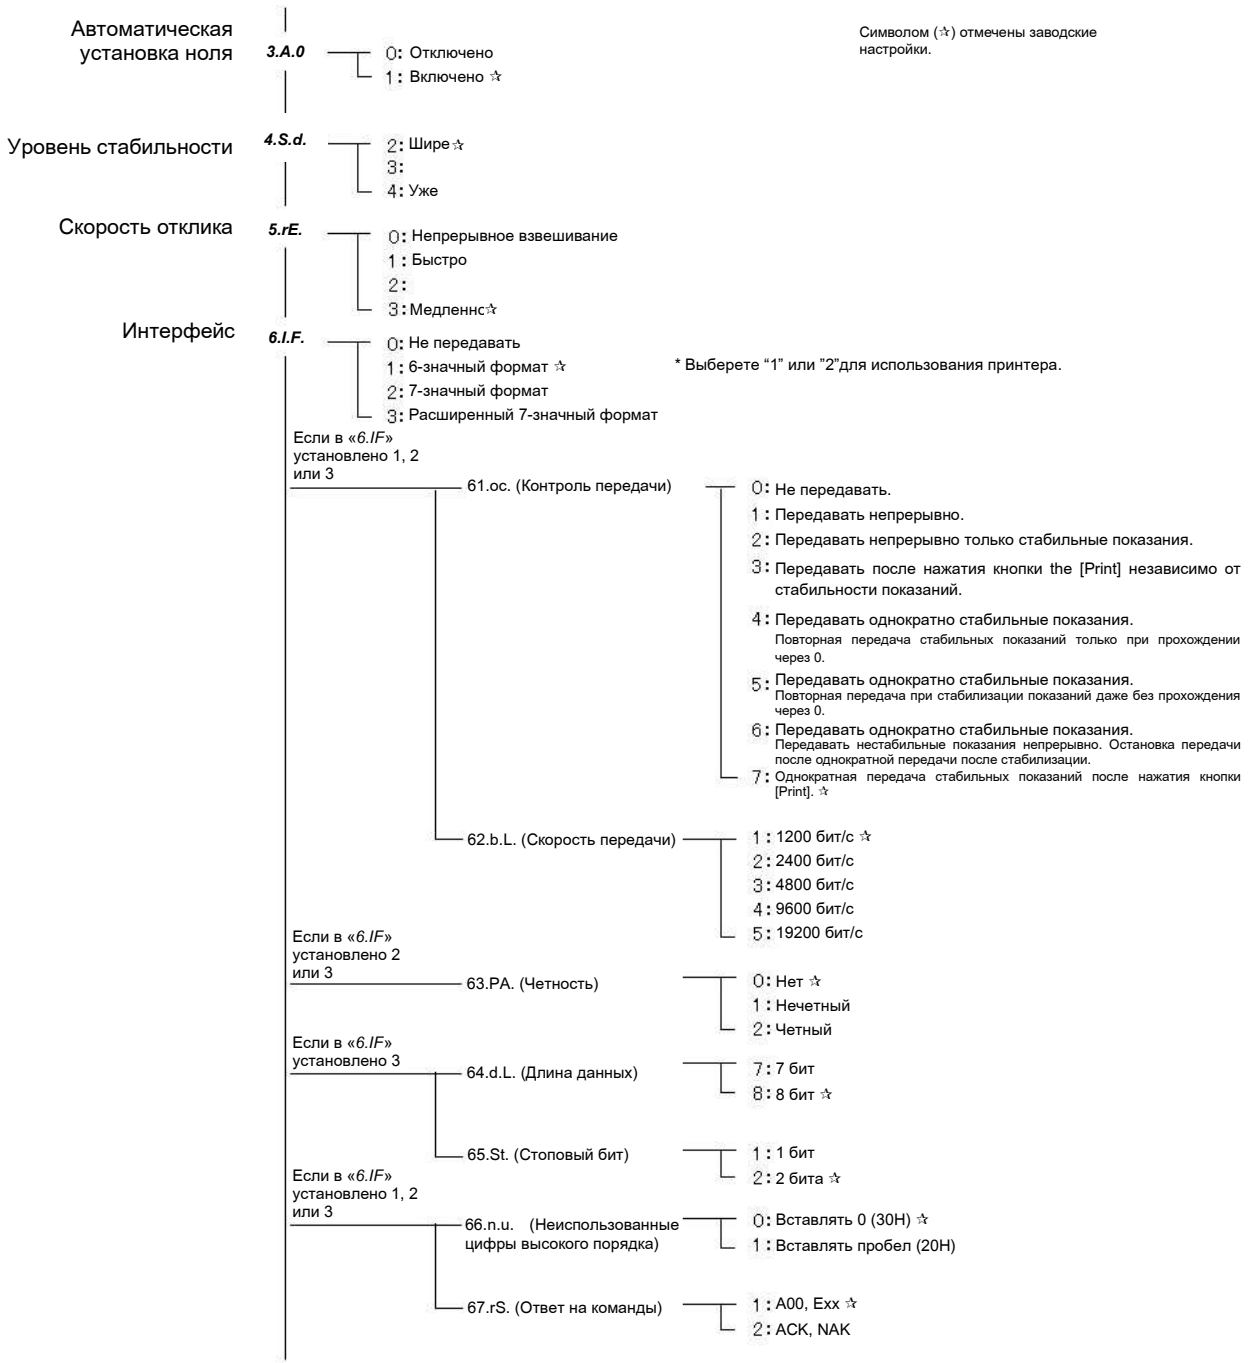 Автоматическая
установка ноля
3.A.0
0: Отключено
1: Включено ☆
Символом (☆) отмечены заводские
настройки.
Уровень стабильности
4.S.d.
2: Шире ☆
3:
4: Уже
Скорость отклика
5.rE.
0: Непрерывное взвешивание
1: Быстро
2:
3: Медленно ☆
Интерфейс
6.I.F.
0: Не передавать
1: 6-значный формат ☆
2: 7-значный формат
3: Расширенный 7-значный формат
* Выберете “1” или ”2”для использования принтера.
Если в «6.IF»
установлено 1, 2
или 3
61.oc. (Контроль передачи)
0: Не передавать.
1: Передавать непрерывно.
2: Передавать непрерывно только стабильные показания.
3: Передавать после нажатия кнопки the [Print] независимо от
стабильности показаний.
4: Передавать однократно стабильные показания.
Повторная передача стабильных показаний только при прохождении
через 0.
5: Передавать однократно стабильные показания.
Повторная передача при стабилизации показаний даже без прохождения
через 0.
6: Передавать однократно стабильные показания.
Передавать нестабильные показания непрерывно. Остановка передачи
после однократной передачи после стабилизации.
7: Однократная передача стабильных показаний после нажатия кнопки
[Print]. ☆
62.b.L. (Скорость передачи)
1: 1200 бит/с ☆
2: 2400 бит/с
3: 4800 бит/с
4: 9600 бит/с
5: 19200 бит/с
Если в «6.IF»
установлено 2
или 3
63.PA. (Четность)
0: Нет ☆
1: Нечетный
2: Четный
Если в «6.IF»
установлено 3
64.d.L. (Длина данных)
7: 7 бит
8: 8 бит ☆
65.St. (Стоповый бит)
1: 1 бит
2: 2 бита ☆
Если в «6.IF»
установлено 1, 2
или 3
66.n.u. (Неиспользованные
цифры высокого порядка)
0: Вставлять 0 (30H) ☆
1: Вставлять пробел (20H)
67.rS. (Ответ на команды)
1: A00, Exx ☆
2: ACK, NAK